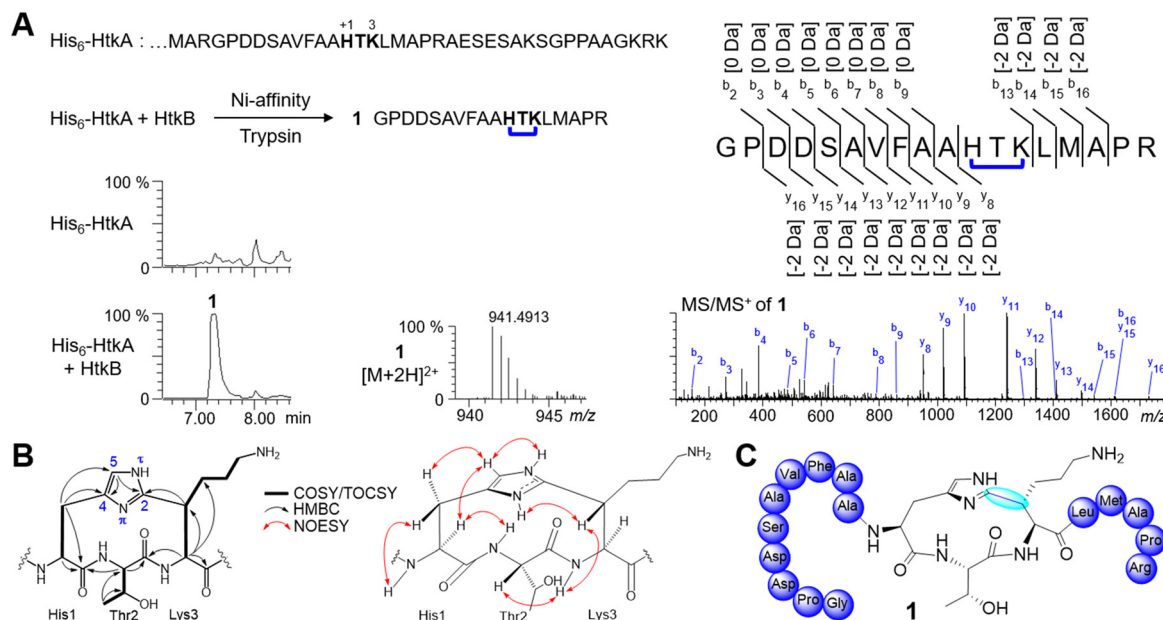 A
His6-HtkA : ...MARGPDDSAVFAAHTKLMAPRAESESAKSGPPAAGKRK
+1 3
His6-HtkA + HtkB
Ni-affinity
Trypsin
1 GPDDSAVFAAHTKLMAPR
100 %
His6-HtkA
0
100 %
1
His6-HtkA
+ HtkB
0
7.00 8.00 min
100 %
941.4913
1
[M+2H]2+
0
940 945 m/z
[0 Da] [0 Da] [0 Da] [0 Da] [0 Da] [0 Da] [0 Da] [0 Da] [-2 Da] [-2 Da] [-2 Da] [-2 Da]
b2 b3 b4 b5 b6 b7 b8 b9 b13 b14 b15 b16
G P D D S A V F A A H T K L M A P R
y16 y15 y14 y13 y12 y11 y10 y9 y8
[-2 Da] [-2 Da] [-2 Da] [-2 Da] [-2 Da] [-2 Da] [-2 Da] [-2 Da] [-2 Da]
MS/MS+ of 1
b2 b3 b4 b5 b6 b7 b8 b9 y8 y9 y10 y11 y12 b13 b14 y13 y14 b15 b16 y15 y16
200 400 600 800 1000 1200 1400 1600 m/z
B
5 NH τ
4 N π 2
NH2
H N O H N O H N O
OH
His1 Thr2 Lys3
COSY/TOCSY
HMBC
NOESY
H H H N N H H NH2
H H H H
N O N O N O
H H OH H
His1 Thr2 Lys3
C
Val Phe Ala Ala Ala Ser Asp Asp Pro Gly
NH N NH2
N H O HN O NH O
OH
1
Leu Met Ala Pro Arg